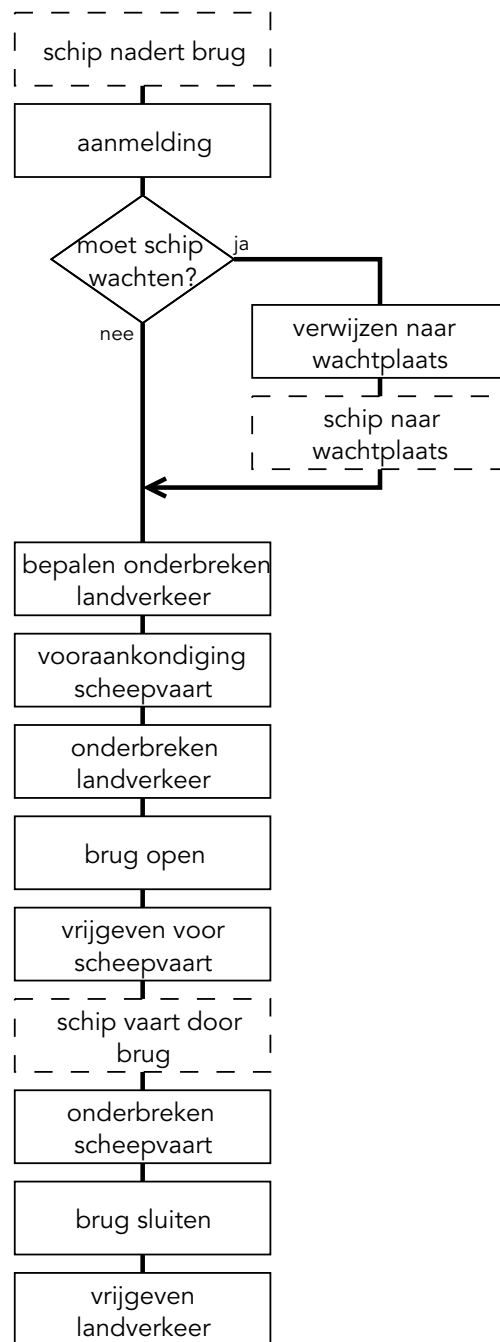 schip nadert brug
aanmelding
moet schip
wachten?
ja
nee
verwijzen naar
wachtplaats
schip naar
wachtplaats
bepalen onderbreken
landverkeer
vooraankondiging
scheepvaart
onderbreken
landverkeer
brug open
vrijgeven voor
scheepvaart
schip vaart door
brug
onderbreken
scheepvaart
brug sluiten
vrijgeven
landverkeer